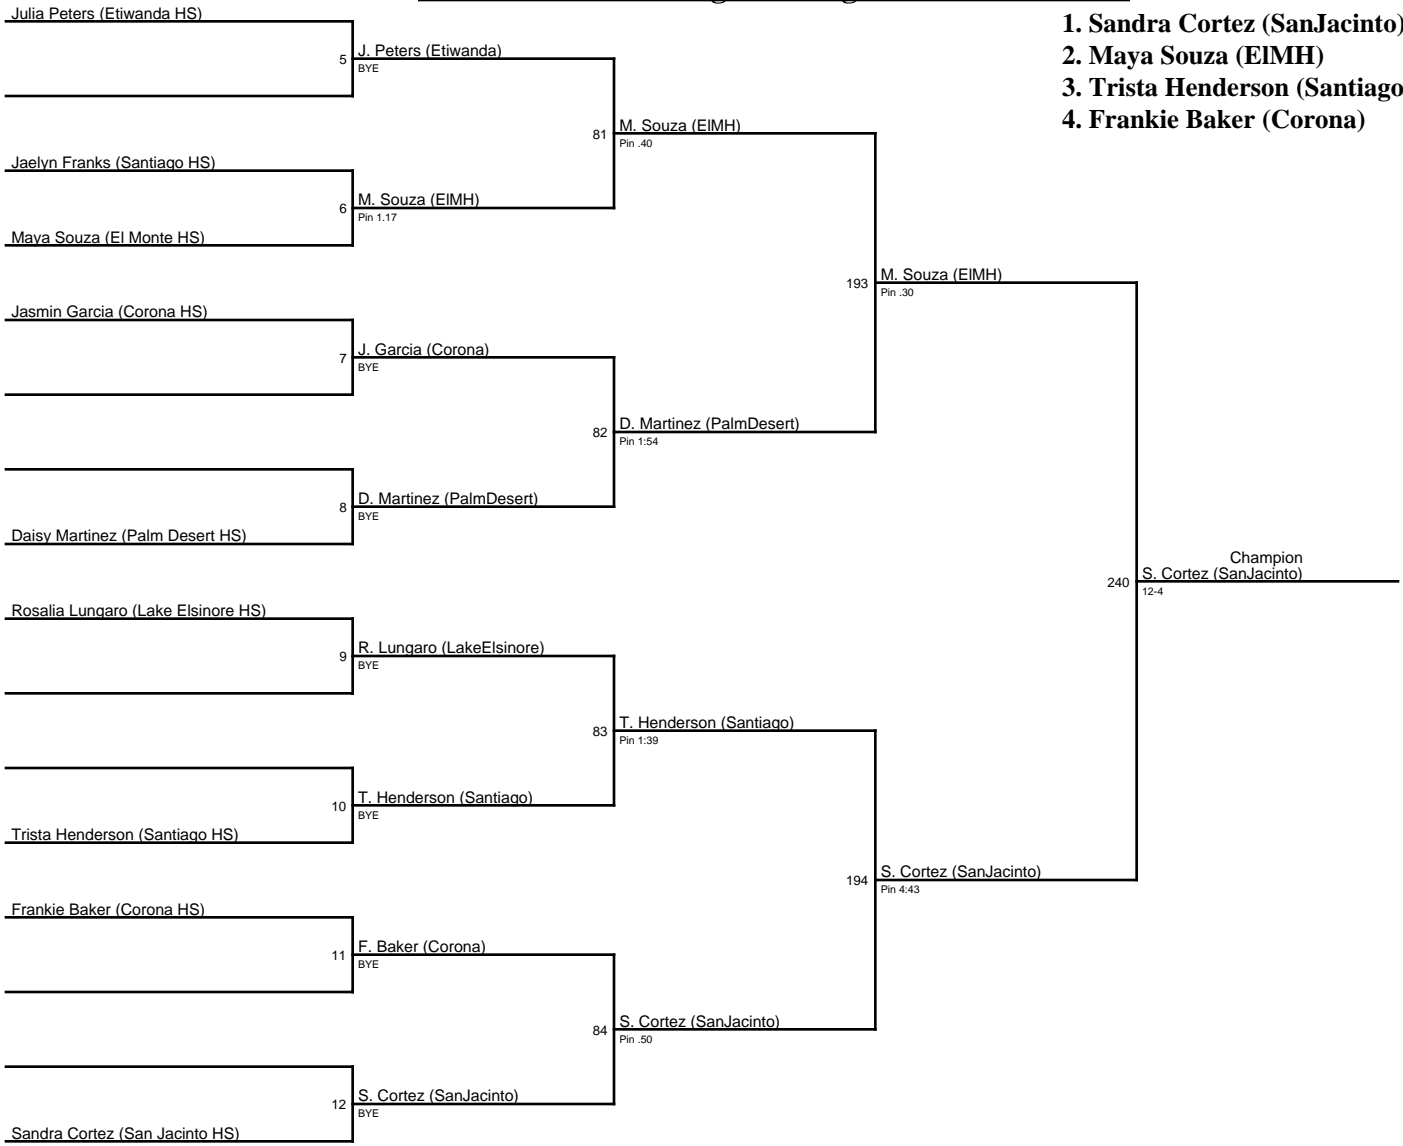 1. Sandra Cortez (SanJacinto)
2. Maya Souza (ElMH)
3. Trista Henderson (Santiago
4. Frankie Baker (Corona)
Julia Peters (Etiwanda HS)
5 J. Peters (Etiwanda)
BYE
81 M. Souza (ElMH)
Pin .40
Jaelyn Franks (Santiago HS)
6 M. Souza (ElMH)
Pin 1.17
Maya Souza (El Monte HS)
193 M. Souza (ElMH)
Pin .30
Jasmin Garcia (Corona HS)
7 J. Garcia (Corona)
BYE
82 D. Martinez (PalmDesert)
Pin 1:54
8 D. Martinez (PalmDesert)
BYE
Daisy Martinez (Palm Desert HS)
Champion
240 S. Cortez (SanJacinto)
12-4
Rosalia Lungaro (Lake Elsinore HS)
9 R. Lungaro (LakeElsinore)
BYE
83 T. Henderson (Santiago)
Pin 1:39
10 T. Henderson (Santiago)
BYE
Trista Henderson (Santiago HS)
194 S. Cortez (SanJacinto)
Pin 4:43
Frankie Baker (Corona HS)
11 F. Baker (Corona)
BYE
84 S. Cortez (SanJacinto)
Pin .50
12 S. Cortez (SanJacinto)
BYE
Sandra Cortez (San Jacinto HS)